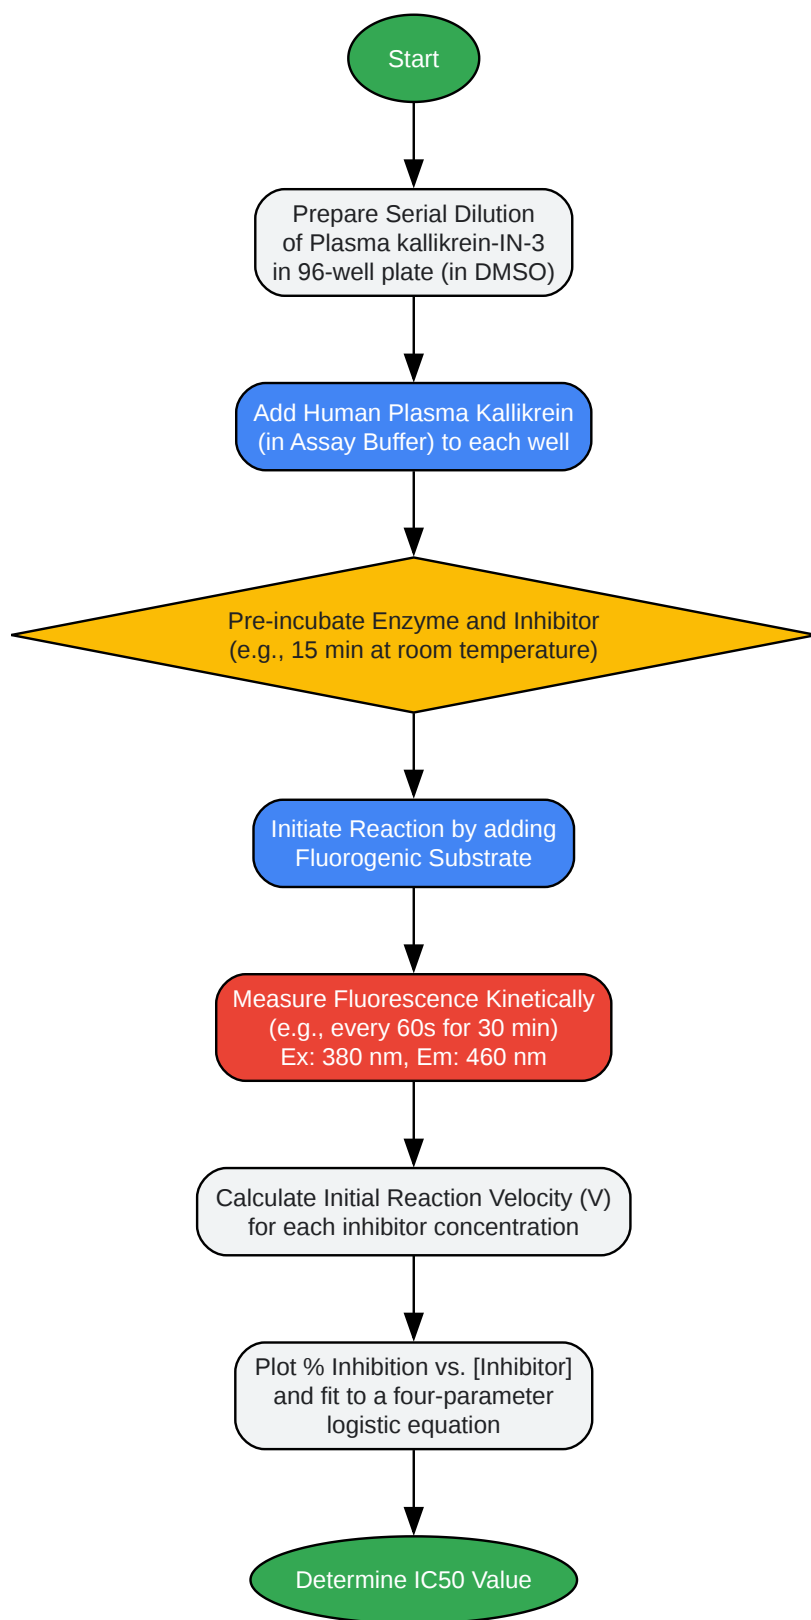 Start
Prepare Serial Dilution
of Plasma kallikrein-IN-3
in 96-well plate (in DMSO)
Add Human Plasma Kallikrein
(in Assay Buffer) to each well
Pre-incubate Enzyme and Inhibitor
(e.g., 15 min at room temperature)
Initiate Reaction by adding
Fluorogenic Substrate
Measure Fluorescence Kinetically
(e.g., every 60s for 30 min)
Ex: 380 nm, Em: 460 nm
Calculate Initial Reaction Velocity (V)
for each inhibitor concentration
Plot % Inhibition vs. [Inhibitor]
and fit to a four-parameter
logistic equation
Determine IC50 Value